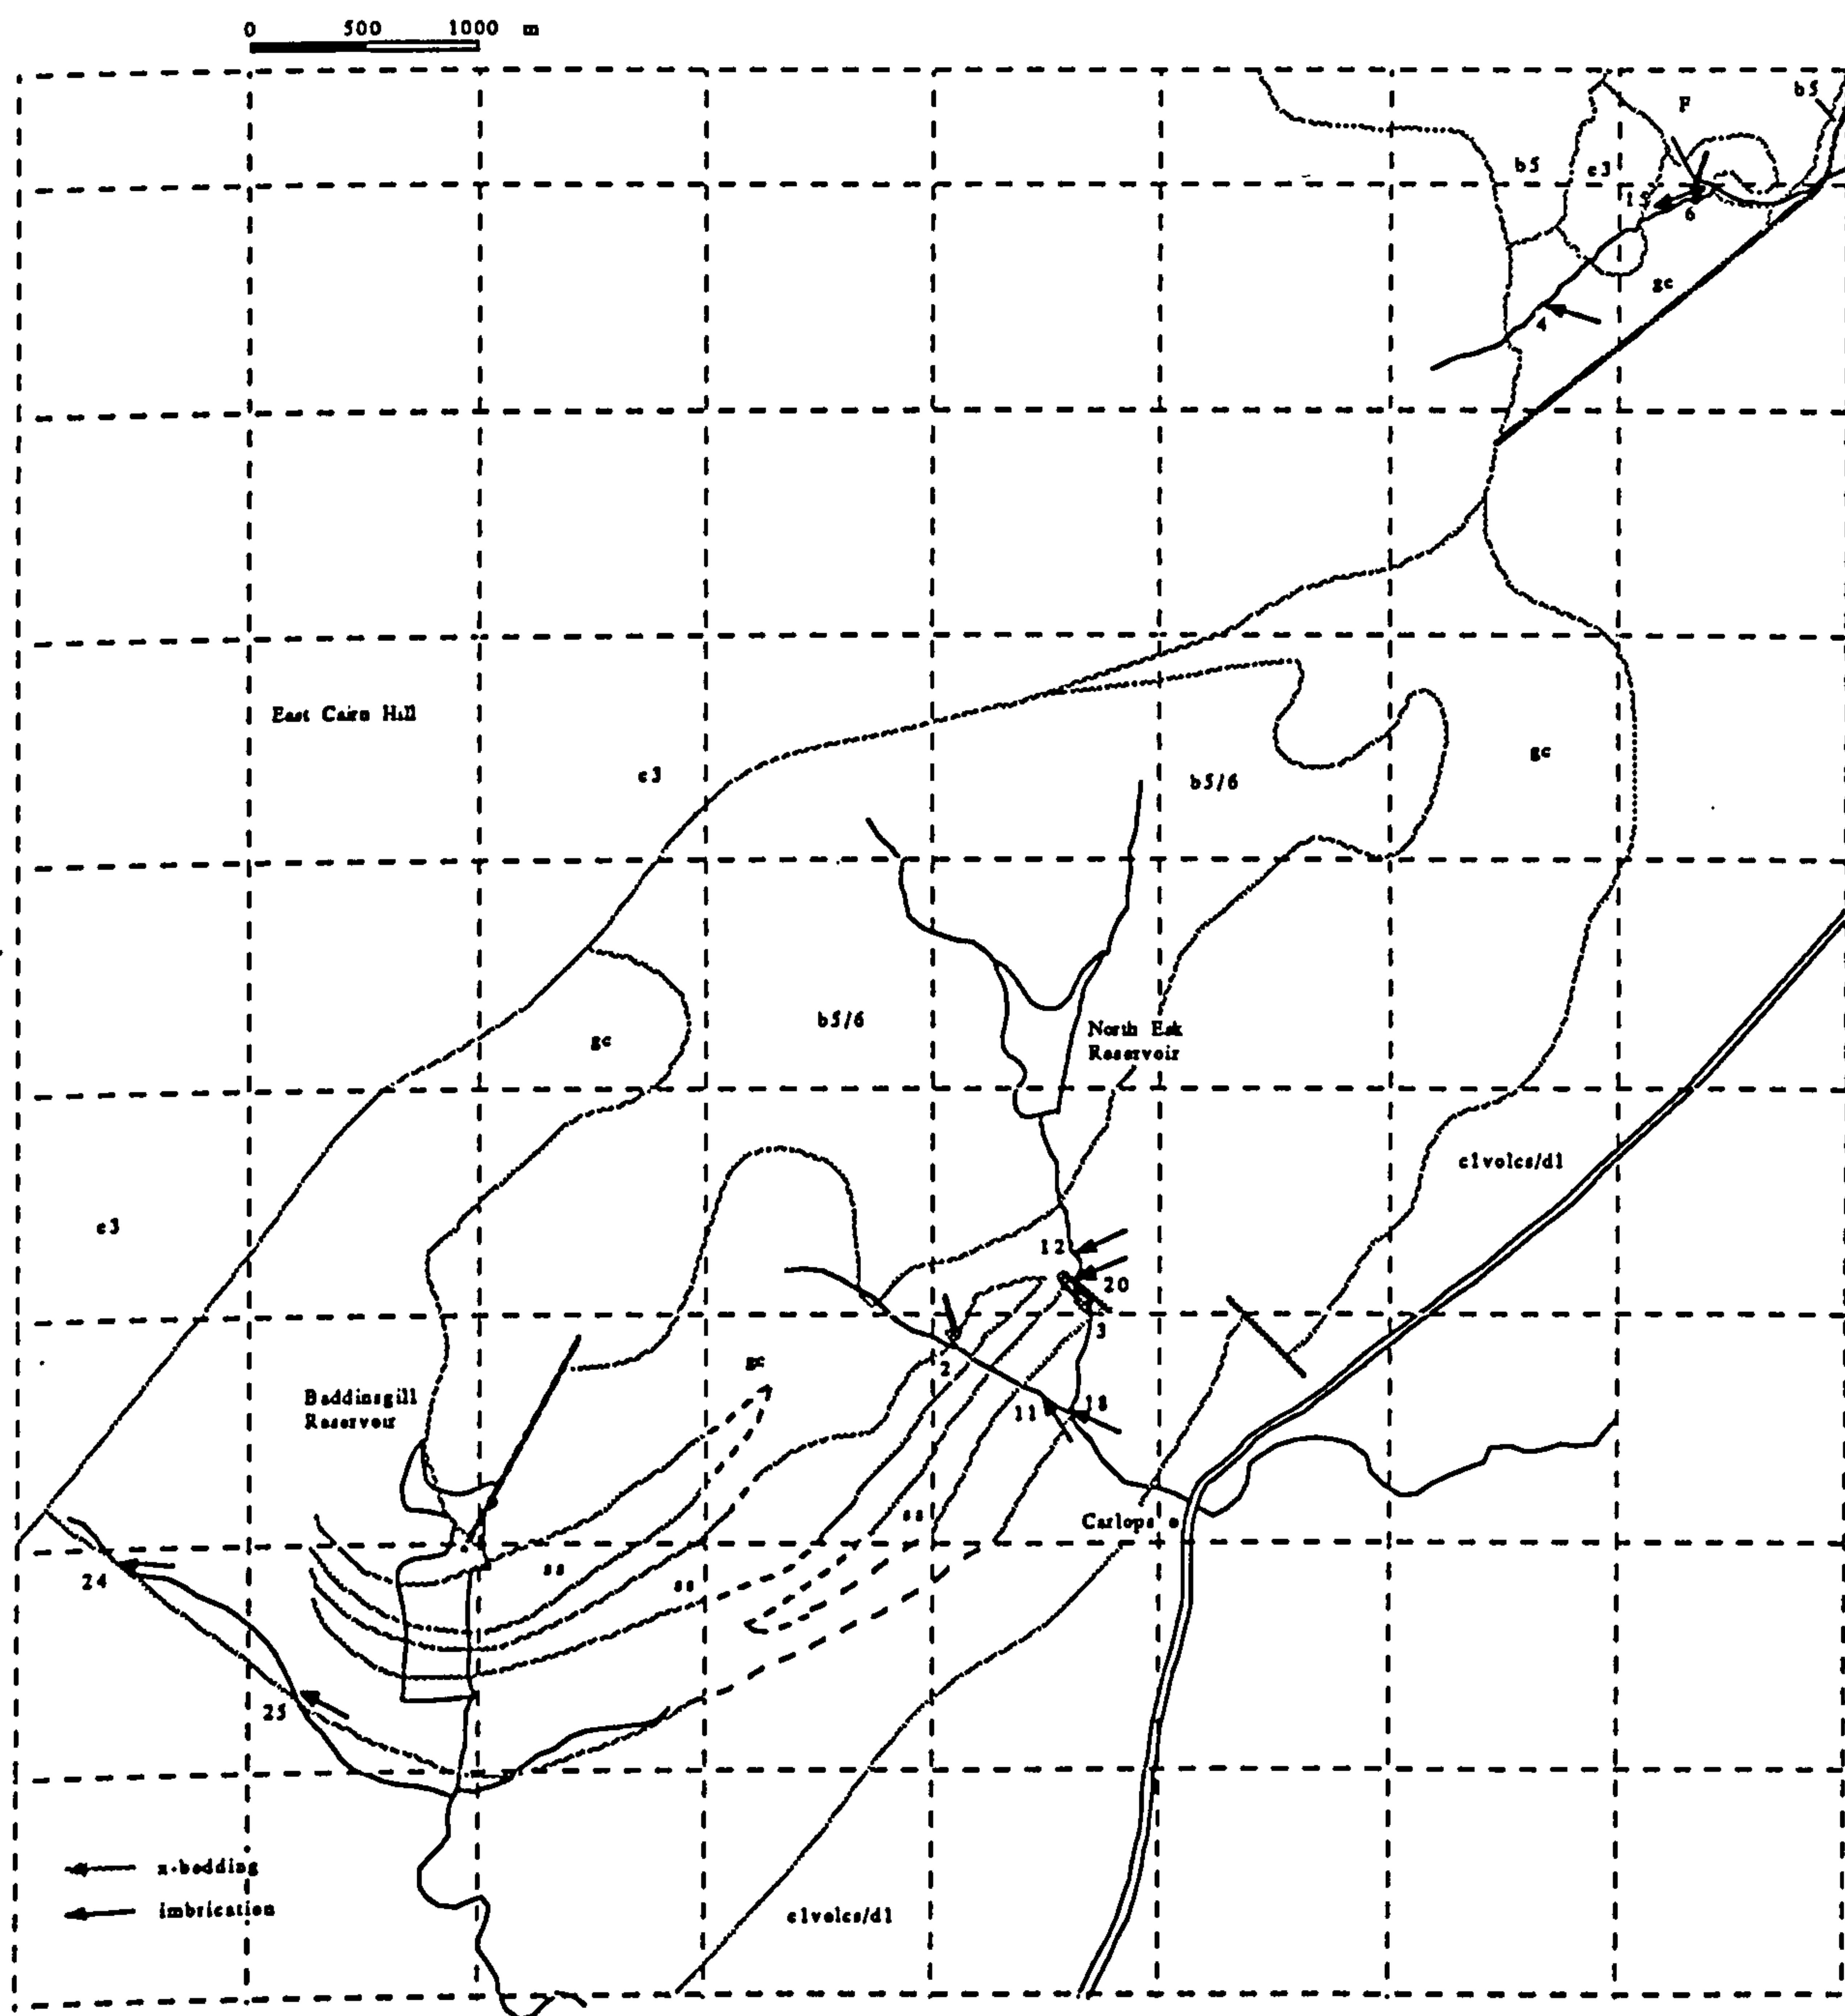 0 500 1000 m
b5
F
b5
c3
15
6
gc
4
East Cairn Hill
c3
gc
b5/6
b5/6
gc
North Esk
Reservoir
c3
c1volcs/d1
12
20
3
2
gc
Baddinsgill
Reservoir
11
18
ss
Carlops
24
ss
ss
25
x-bedding
imbrication
c1volcs/d1